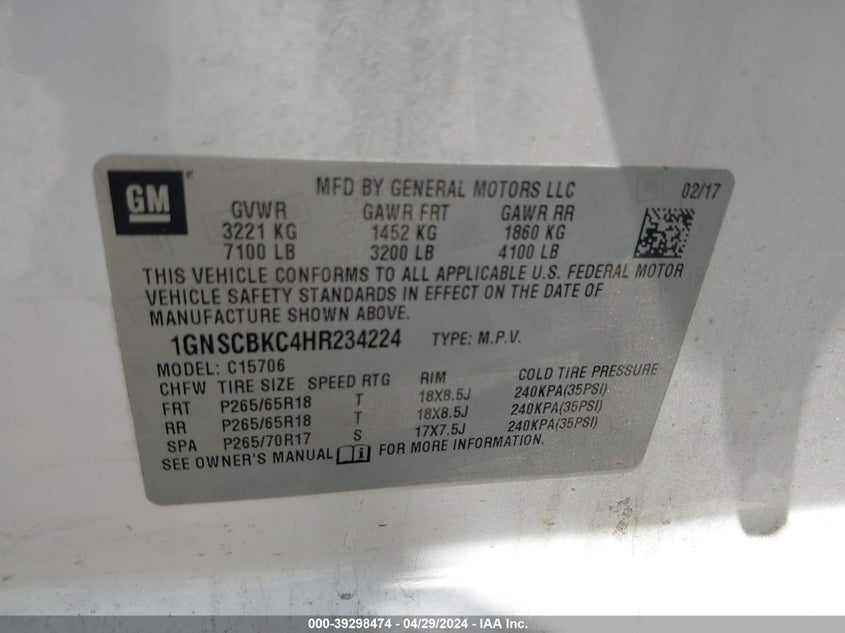 GM ® MFD BY GENERAL MOTORS LLC 02/17
GVWR GAWR FRT GAWR RR
3221 KG 1452 KG 1860 KG
7100 LB 3200 LB 4100 LB
THIS VEHICLE CONFORMS TO ALL APPLICABLE U.S. FEDERAL MOTOR
VEHICLE SAFETY STANDARDS IN EFFECT ON THE DATE OF
MANUFACTURE SHOWN ABOVE.
1GNSCBKC4HR234224 TYPE: M.P.V.
MODEL: C15706
CHFW TIRE SIZE SPEED RTG RIM COLD TIRE PRESSURE
FRT P265/65R18 T 18X8.5J 240KPA(35PSI)
RR P265/65R18 T 18X8.5J 240KPA(35PSI)
SPA P265/70R17 S 17X7.5J 240KPA(35PSI)
SEE OWNER'S MANUAL i FOR MORE INFORMATION.
000-39298474 - 04/29/2024 - IAA Inc.